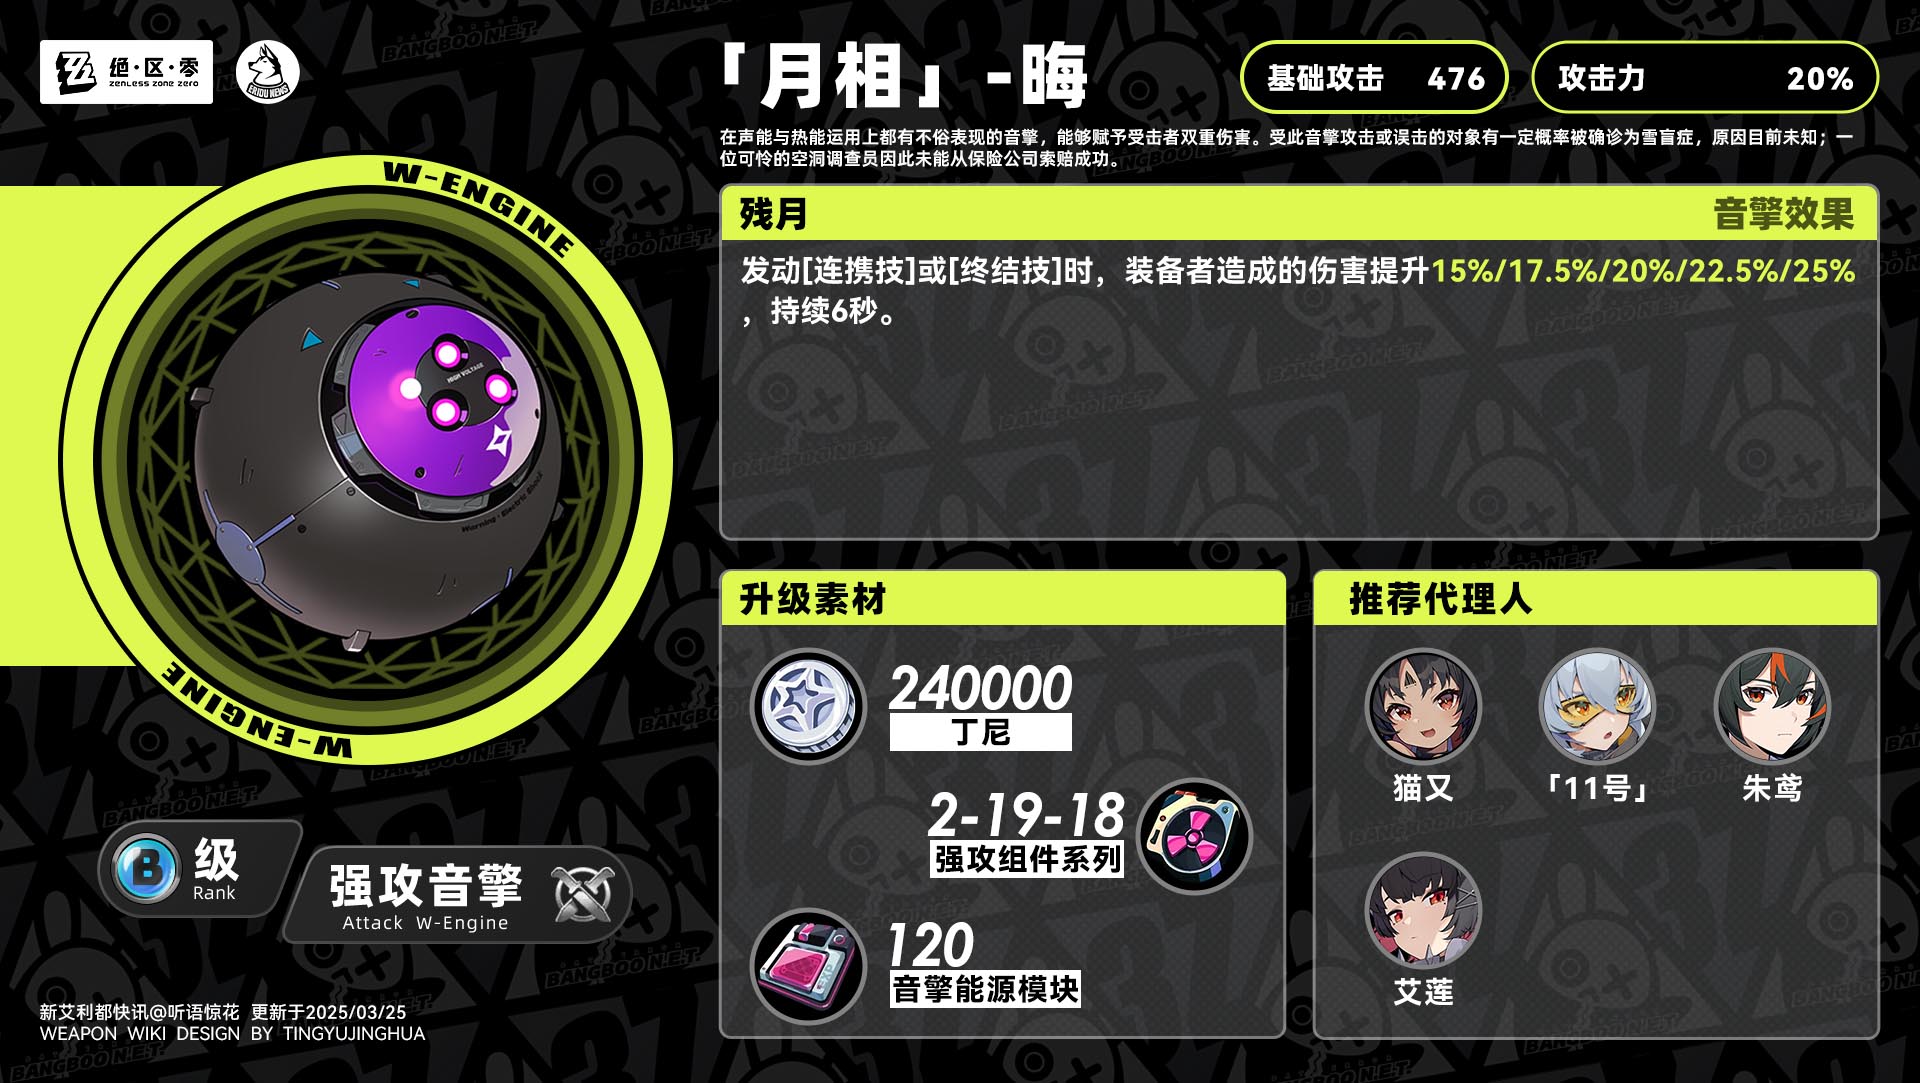 绝·区·零
ZENLESS ZONE ZERO
ERIDU NEWS
「月相」-晦
基础攻击 476
攻击力 20%
在声能与热能运用上都有不俗表现的音擎，能够赋予受击者双重伤害。受此音擎攻击或误击的对象有一定概率被确诊为雪盲症，原因目前未知；一
位可怜的空洞调查员因此未能从保险公司索赔成功。
W-ENGINE
残月 音擎效果
发动[连携技]或[终结技]时，装备者造成的伤害提升15%/17.5%/20%/22.5%/25%
，持续6秒。
HIGH VOLTAGE
Warning - Electric Shock
W-ENGINE
升级素材
240000
丁尼
2-19-18
强攻组件系列
120
音擎能源模块
推荐代理人
猫又
「11号」
朱鸢
艾莲
B
级
Rank
强攻音擎
Attack W-Engine
新艾利都快讯@听语惊花 更新于2025/03/25
WEAPON WIKI DESIGN BY TINGYUJINGHUA
BANGBOO N.E.T.